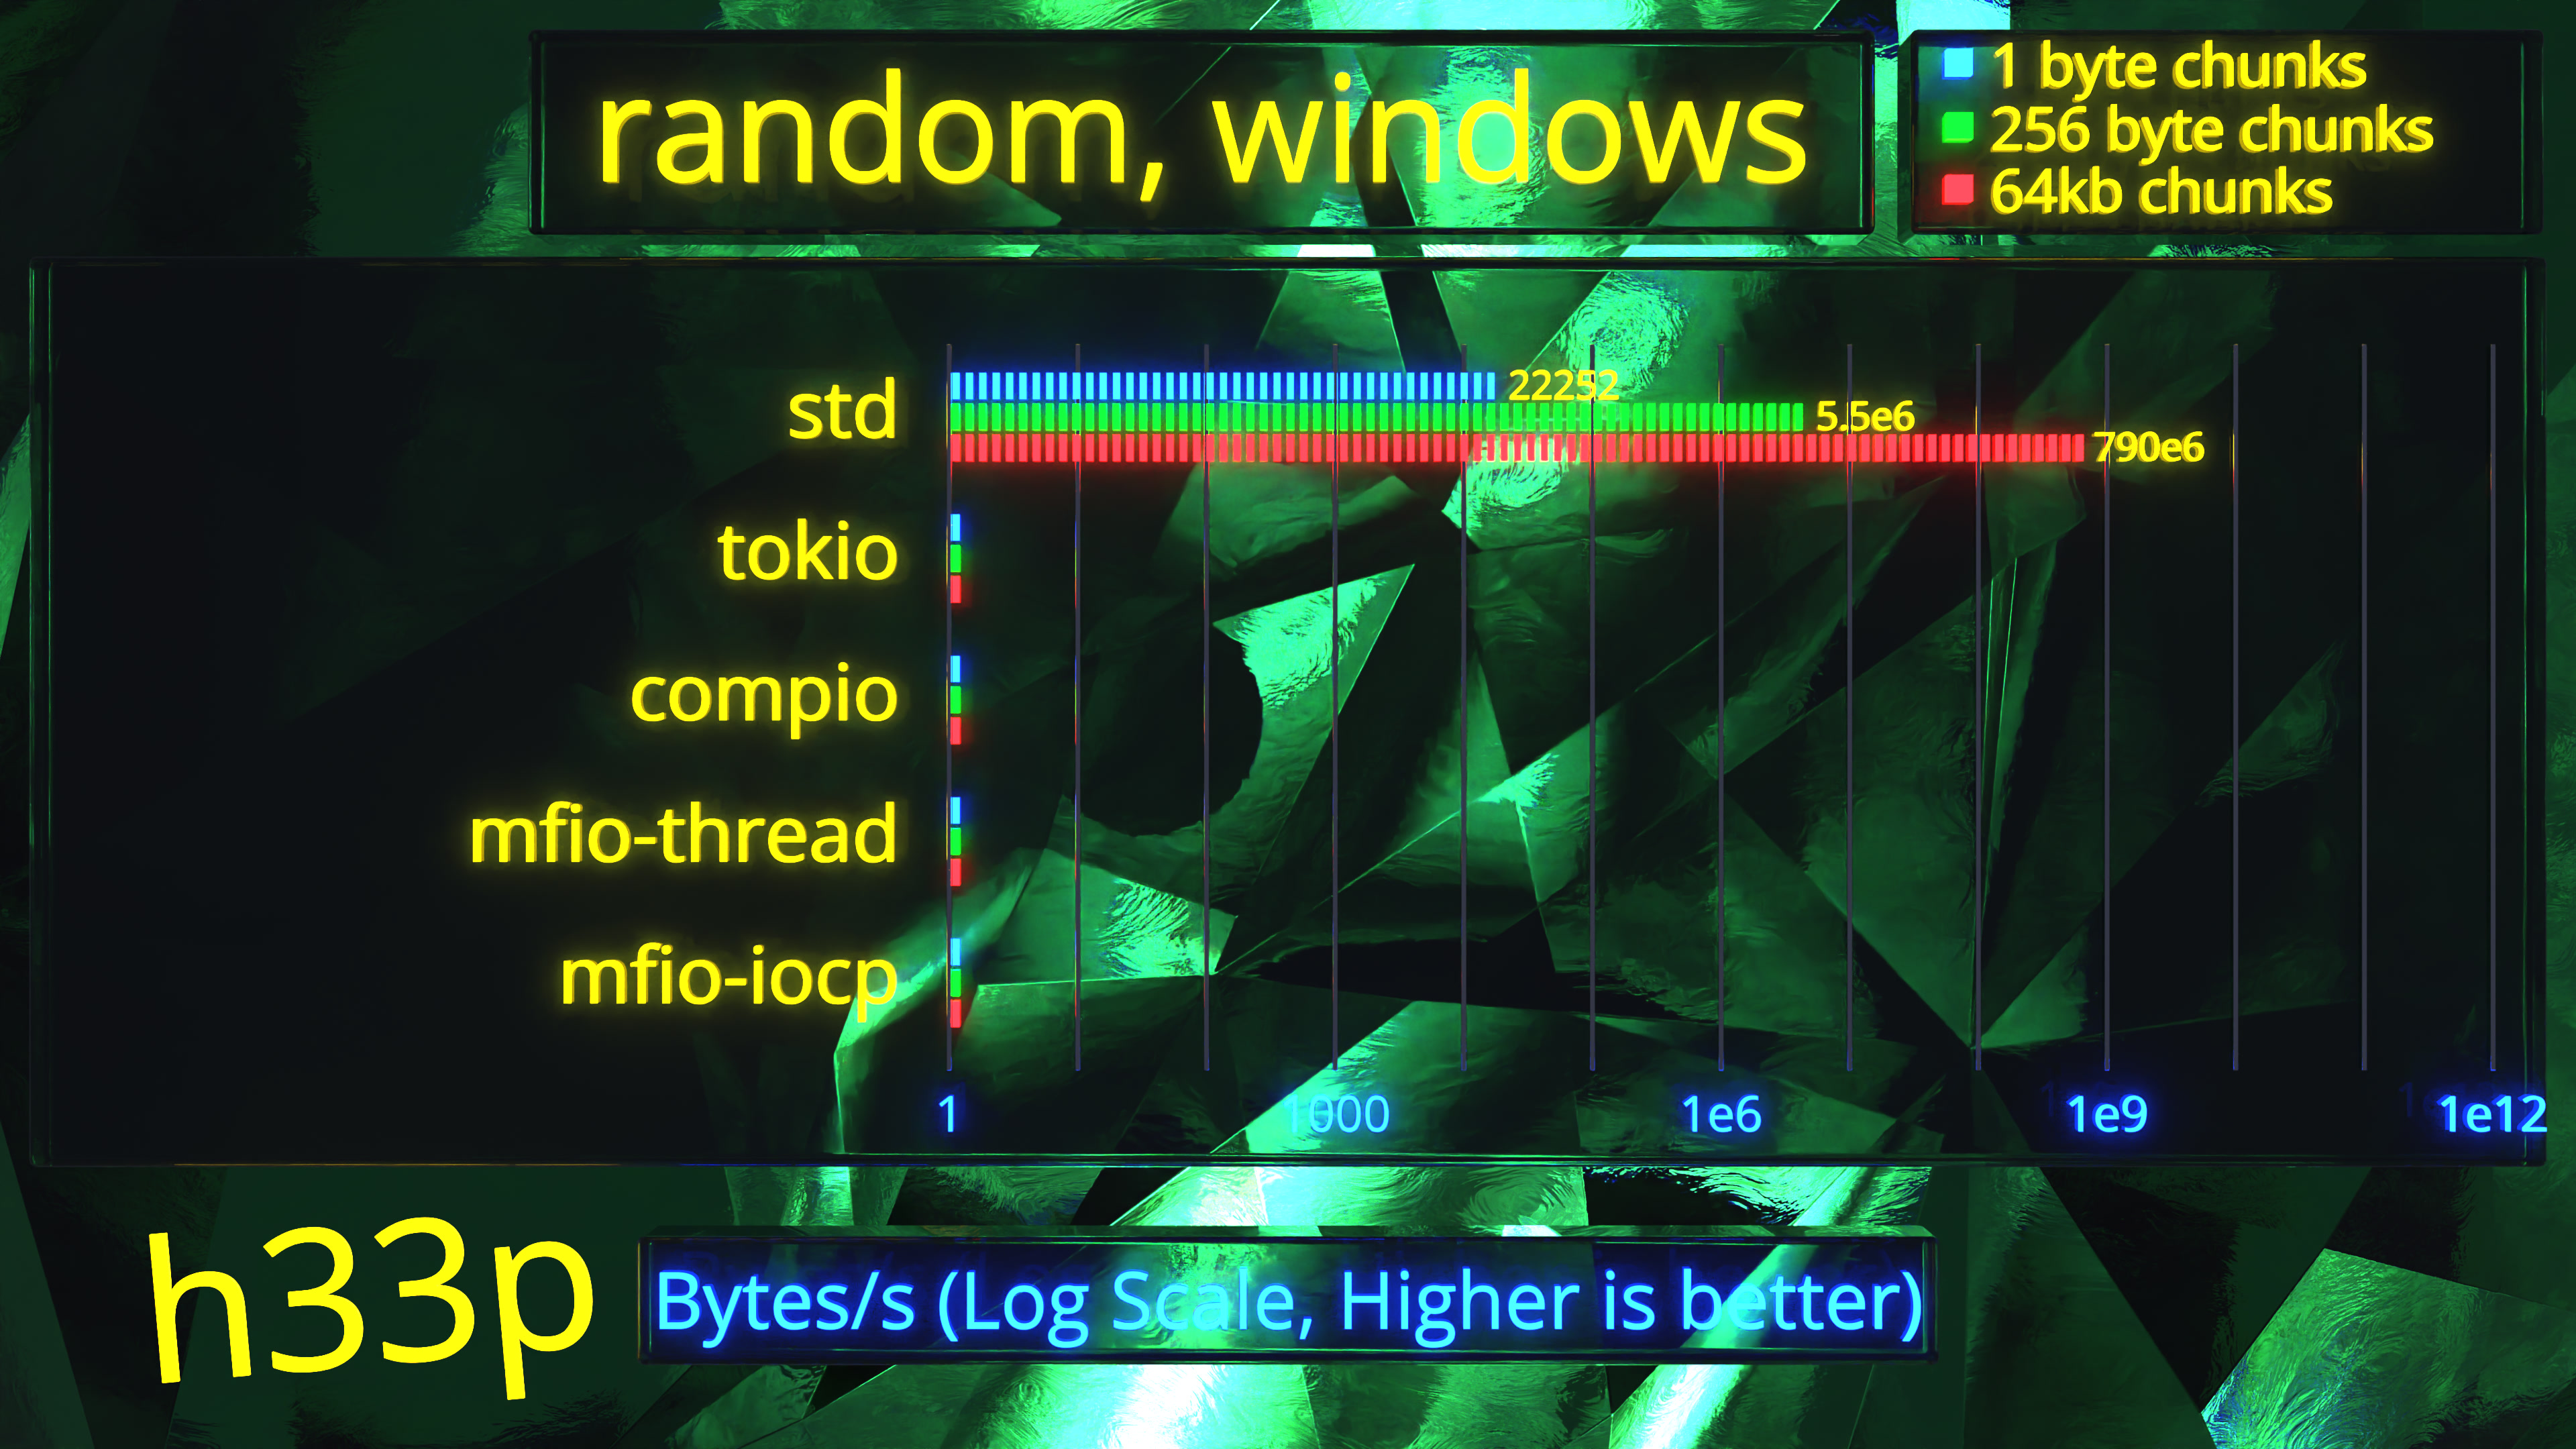 random, windows
1 byte chunks
256 byte chunks
64kb chunks
std
22252
5.5e6
790e6
tokio
compio
mfio-thread
mfio-iocp
1 1000 1e6 1e9 1e12
h33p
Bytes/s (Log Scale, Higher is better)